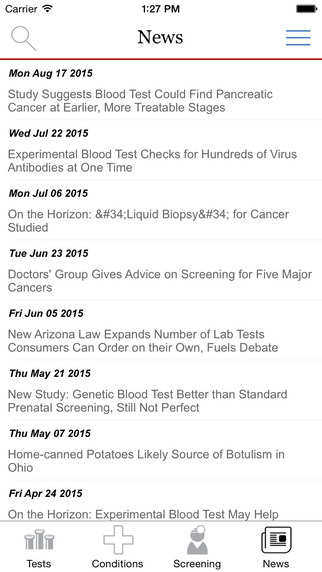 Carrier 1:27 PM
News
Mon Aug 17 2015
Study Suggests Blood Test Could Find Pancreatic
Cancer at Earlier, More Treatable Stages
Wed Jul 22 2015
Experimental Blood Test Checks for Hundreds of Virus
Antibodies at One Time
Mon Jul 06 2015
On the Horizon: &#34;Liquid Biopsy&#34; for Cancer
Studied
Tue Jun 23 2015
Doctors' Group Gives Advice on Screening for Five Major
Cancers
Fri Jun 05 2015
New Arizona Law Expands Number of Lab Tests
Consumers Can Order on their Own, Fuels Debate
Thu May 21 2015
New Study: Genetic Blood Test Better than Standard
Prenatal Screening, Still Not Perfect
Thu May 07 2015
Home-canned Potatoes Likely Source of Botulism in
Ohio
Fri Apr 24 2015
On the Horizon: Experimental Blood Test May Help
Tests Conditions Screening News